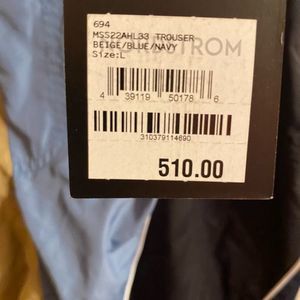 694
MSS22AHL33 TROUSER
BEIGE/BLUE/NAVY
Size:L
4 39119 50178 6
310379114690
510.00